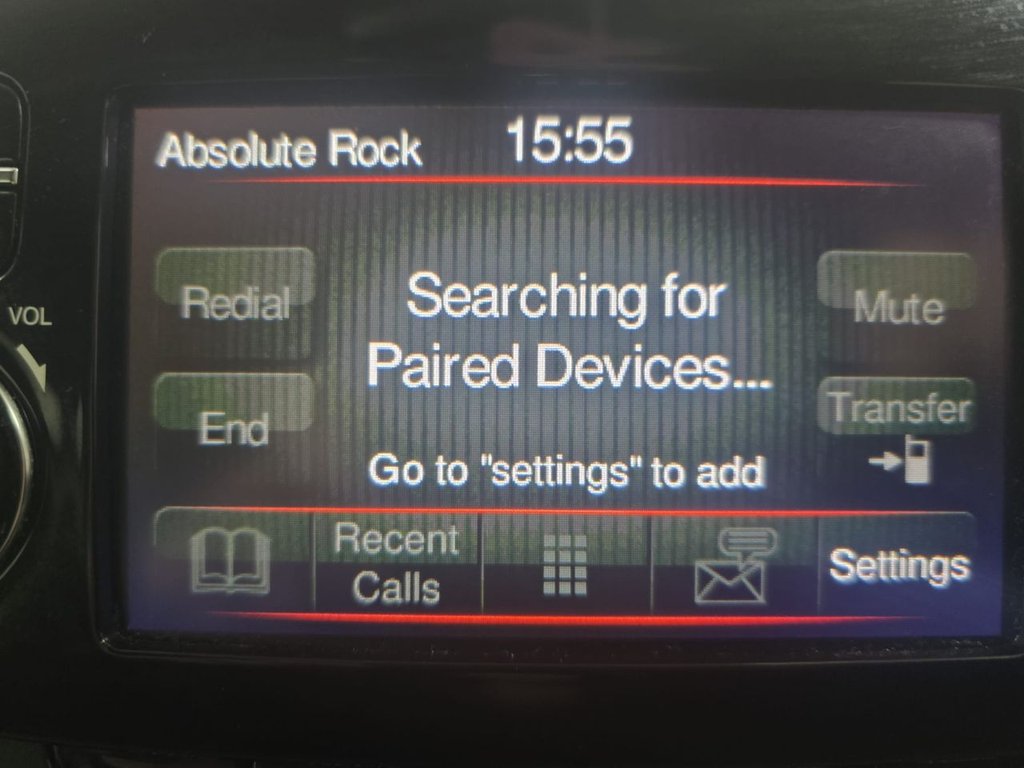 Absolute Rock 15:55
Redial
Searching for
Mute
Paired Devices...
End
Transfer
Go to "settings" to add
Recent
Calls
Settings
VOL